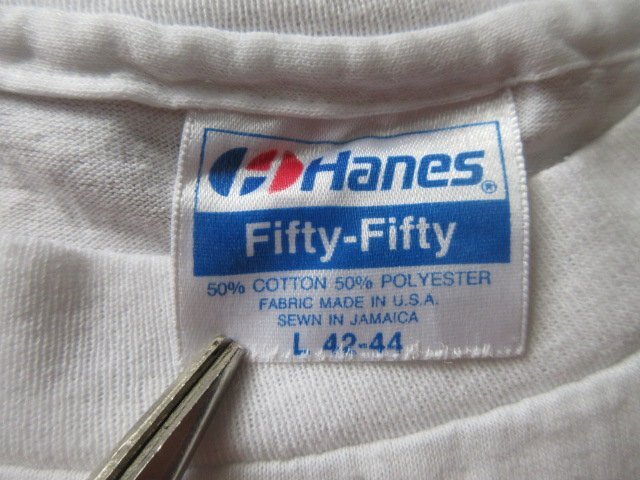 Hanes®
Fifty-Fifty
50% COTTON 50% POLYESTER
FABRIC MADE IN U.S.A.
SEWN IN JAMAICA
L 42-44